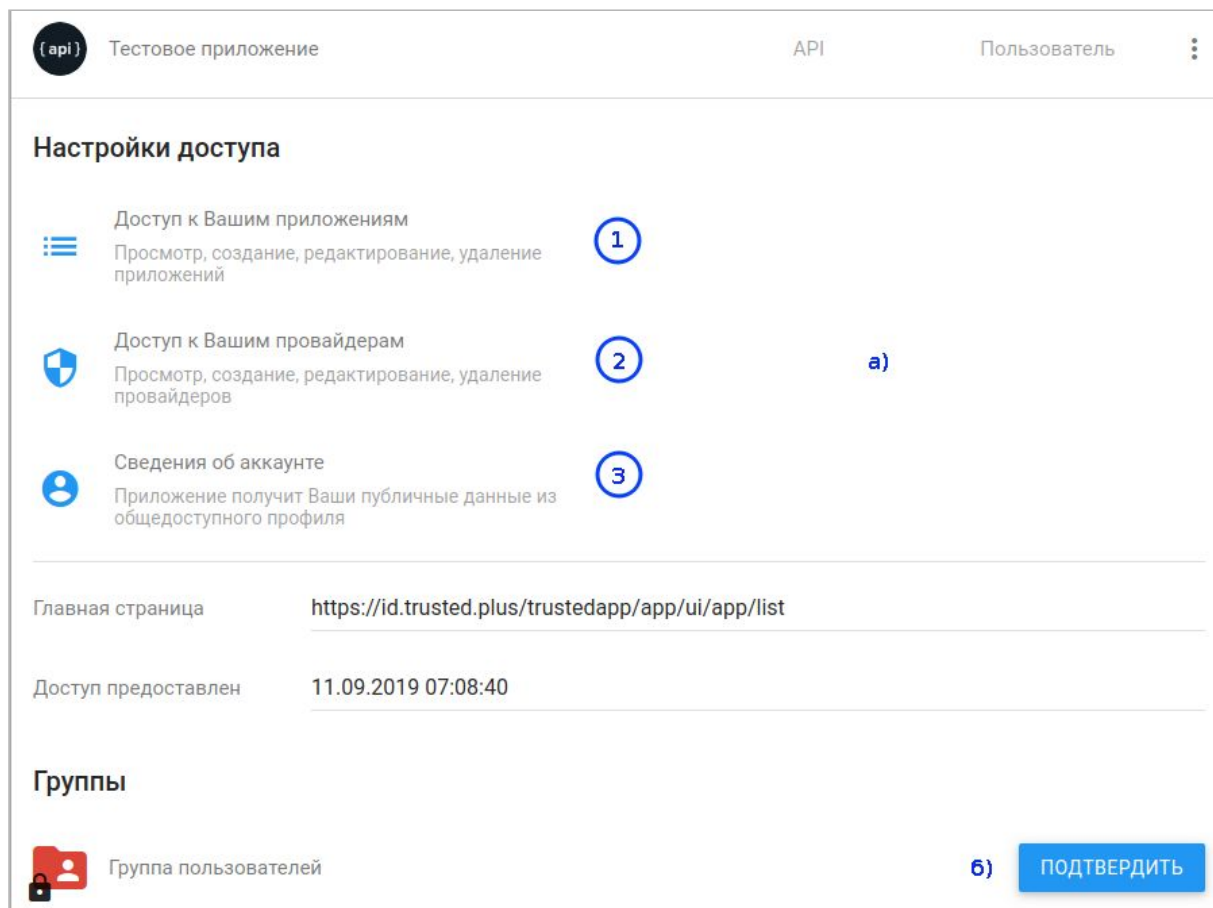 {api} Тестовое приложение API Пользователь
Настройки доступа
Доступ к Вашим приложениям
Просмотр, создание, редактирование, удаление
приложений
1
Доступ к Вашим провайдерам
Просмотр, создание, редактирование, удаление
провайдеров
2
а)
Сведения об аккаунте
Приложение получит Ваши публичные данные из
общедоступного профиля
3
Главная страница https://id.trusted.plus/trustedapp/app/ui/app/list
Доступ предоставлен 11.09.2019 07:08:40
Группы
Группа пользователей б) ПОДТВЕРДИТЬ